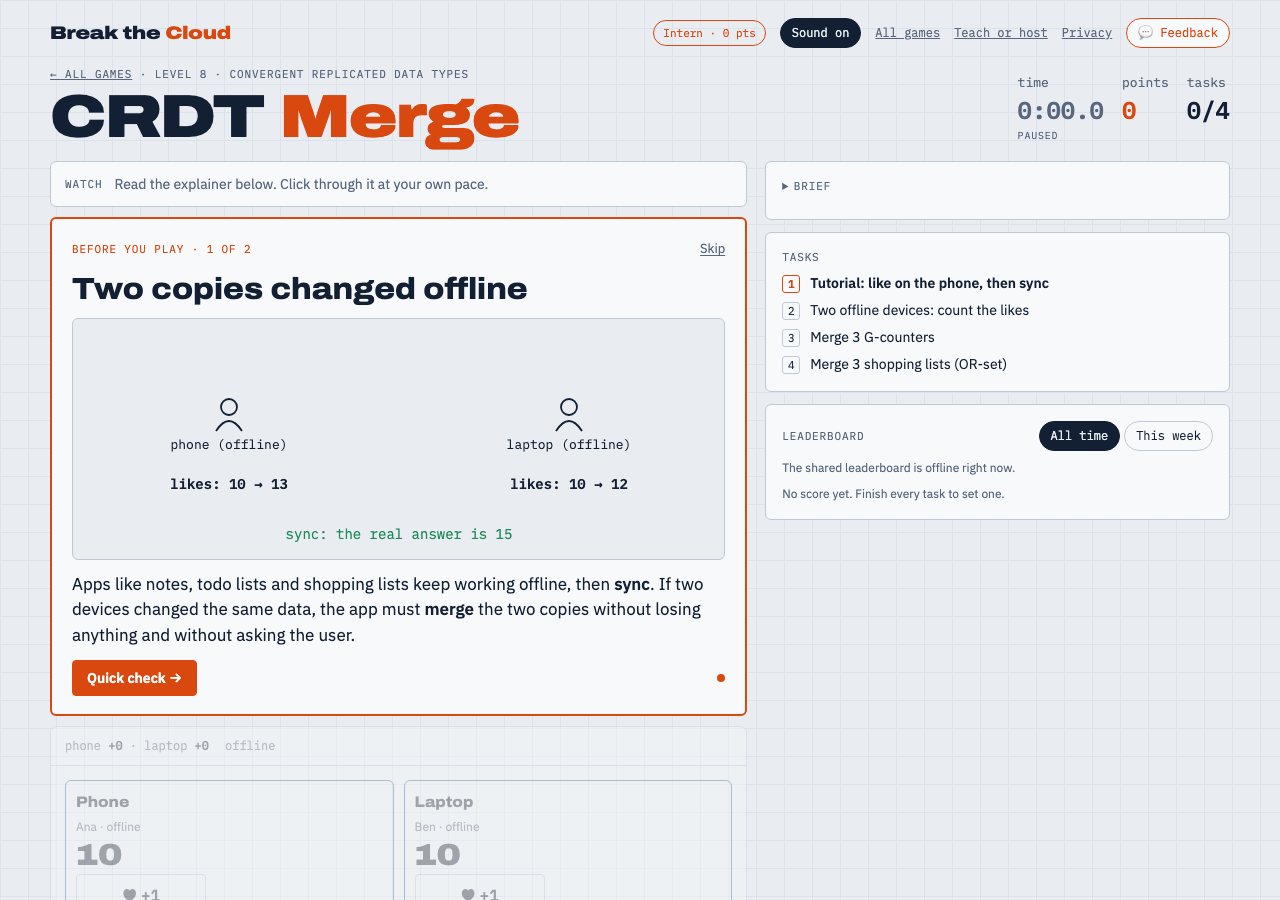 Break the Cloud
Intern · 0 pts
Sound on
All games
Teach or host
Privacy
💬 Feedback
← ALL GAMES · LEVEL 8 · CONVERGENT REPLICATED DATA TYPES
CRDT Merge
time
points
tasks
0:00.0
0
0/4
PAUSED
WATCH Read the explainer below. Click through it at your own pace.
BEFORE YOU PLAY · 1 OF 2
Skip
Two copies changed offline
phone (offline)
laptop (offline)
likes: 10 → 13
likes: 10 → 12
sync: the real answer is 15
Apps like notes, todo lists and shopping lists keep working offline, then sync. If two
devices changed the same data, the app must merge the two copies without losing
anything and without asking the user.
Quick check →
phone +0 · laptop +0 offline
Phone
Ana · offline
10
♥ +1
Laptop
Ben · offline
10
♥ +1
▶ BRIEF
TASKS
1 Tutorial: like on the phone, then sync
2 Two offline devices: count the likes
3 Merge 3 G-counters
4 Merge 3 shopping lists (OR-set)
LEADERBOARD
All time
This week
The shared leaderboard is offline right now.
No score yet. Finish every task to set one.